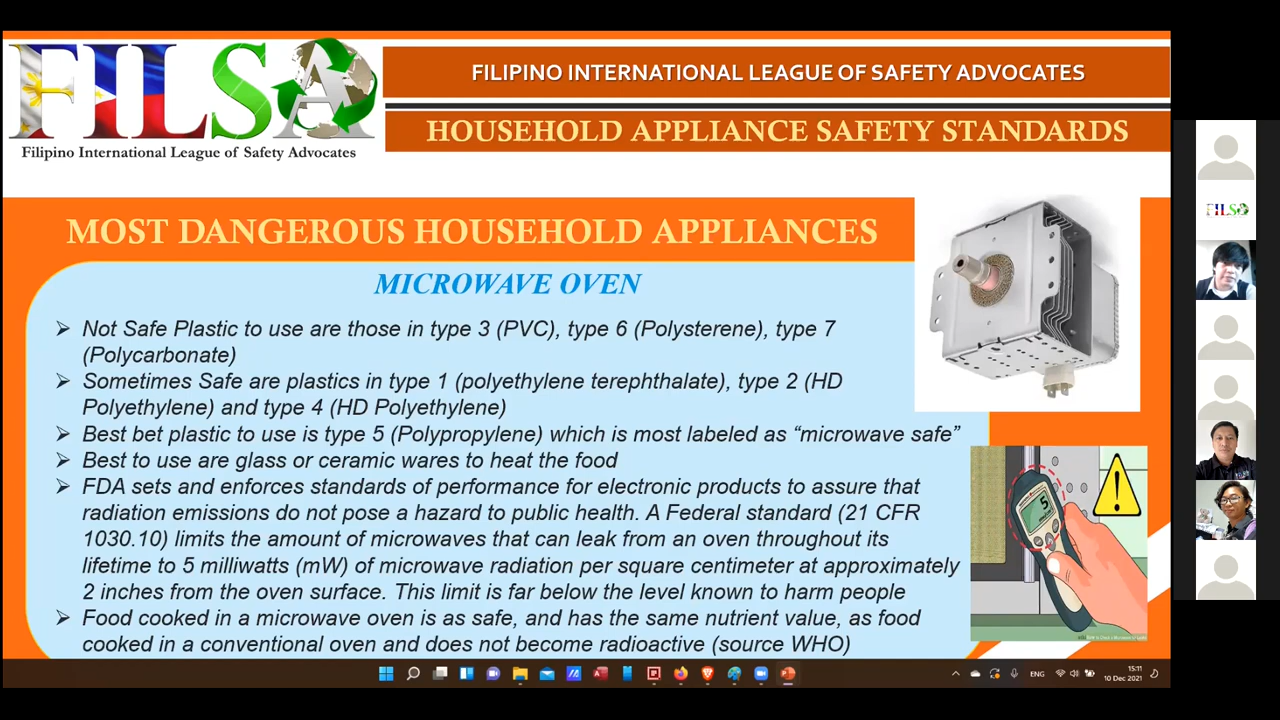 FILSA
Filipino International League of Safety Advocates
FILIPINO INTERNATIONAL LEAGUE OF SAFETY ADVOCATES
HOUSEHOLD APPLIANCE SAFETY STANDARDS
MOST DANGEROUS HOUSEHOLD APPLIANCES
MICROWAVE OVEN
Not Safe Plastic to use are those in type 3 (PVC), type 6 (Polysterene), type 7
(Polycarbonate)
Sometimes Safe are plastics in type 1 (polyethylene terephthalate), type 2 (HD
Polyethylene) and type 4 (HD Polyethylene)
Best bet plastic to use is type 5 (Polypropylene) which is most labeled as “microwave safe”
Best to use are glass or ceramic wares to heat the food
FDA sets and enforces standards of performance for electronic products to assure that
radiation emissions do not pose a hazard to public health. A Federal standard (21 CFR
1030.10) limits the amount of microwaves that can leak from an oven throughout its
lifetime to 5 milliwatts (mW) of microwave radiation per square centimeter at approximately
2 inches from the oven surface. This limit is far below the level known to harm people
Food cooked in a microwave oven is as safe, and has the same nutrient value, as food
cooked in a conventional oven and does not become radioactive (source WHO)
5
!
FILSA
ENG
15:11
10 Dec 2021